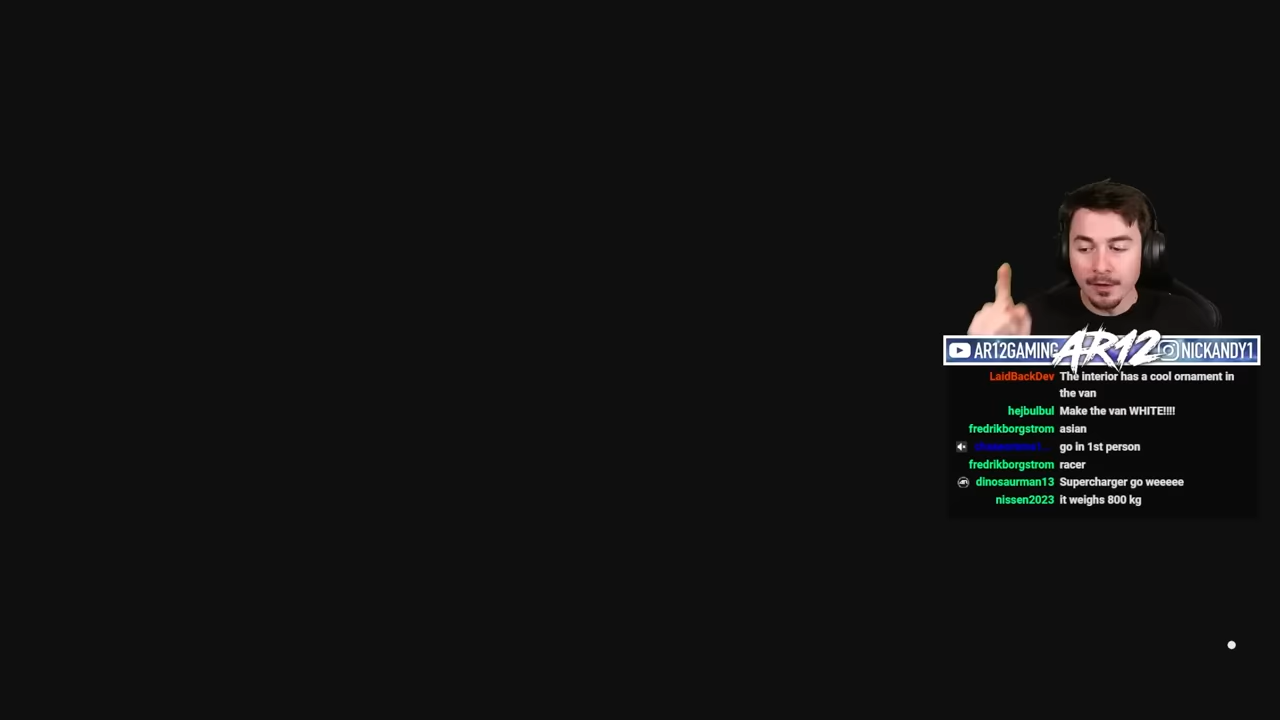 AR12GAMING AR12 NICKANDY1
LaidBackDev The interior has a cool ornament in
the van
hejbulbul Make the van WHITE!!!!
fredrikborgstrom asian
go in 1st person
fredrikborgstrom racer
dinosaurman13 Supercharger go weeeee
nissen2023 it weighs 800 kg